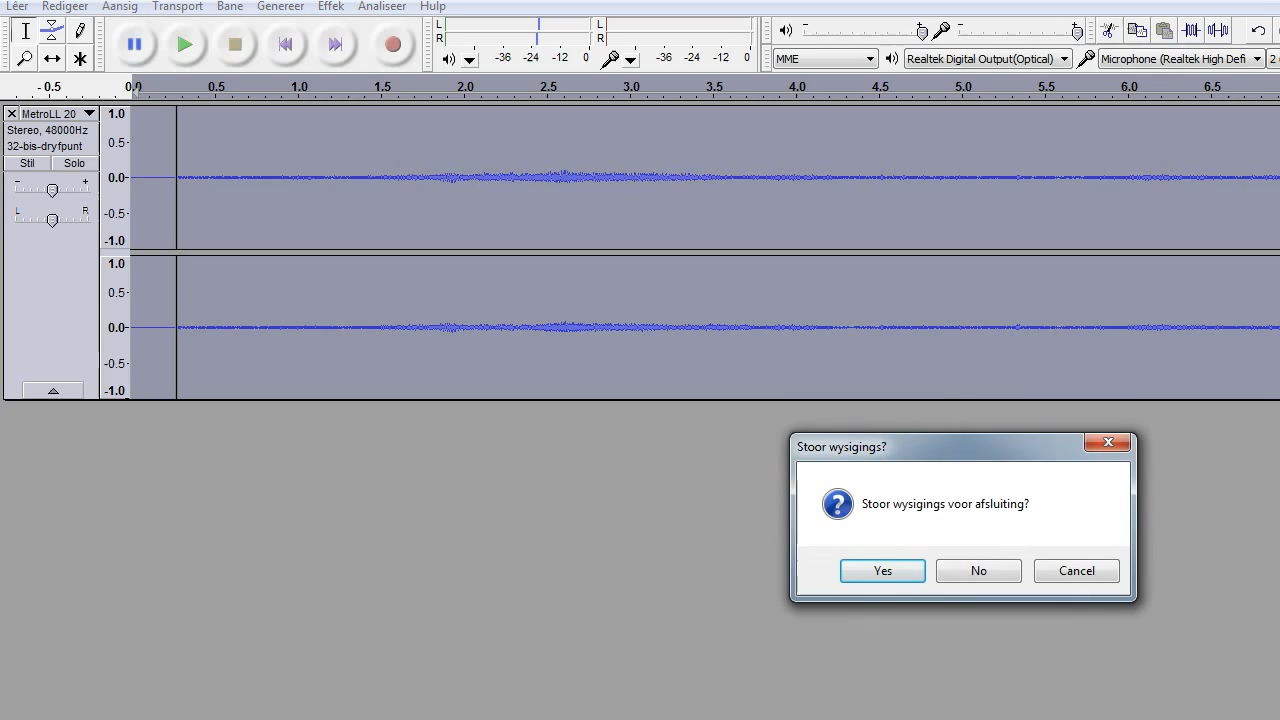 Lêer Redigeer Aansig Transport Bane Genereer Effek Analiseer Hulp
L
R
-36 -24 -12 0
L
R
-36 -24 -12 0
MME
Realtek Digital Output(Optical)
Microphone (Realtek High Defi
2
-0.5 0.0 0.5 1.0 1.5 2.0 2.5 3.0 3.5 4.0 4.5 5.0 5.5 6.0 6.5
MetroLL 20
Stereo, 48000Hz
32-bis-dryfpunt
Stil Solo
- +
L R
1.0
0.5-
0.0-
-0.5-
-1.0
1.0
0.5-
0.0-
-0.5-
-1.0
Stoor wysigings?
Stoor wysigings voor afsluiting?
Yes No Cancel